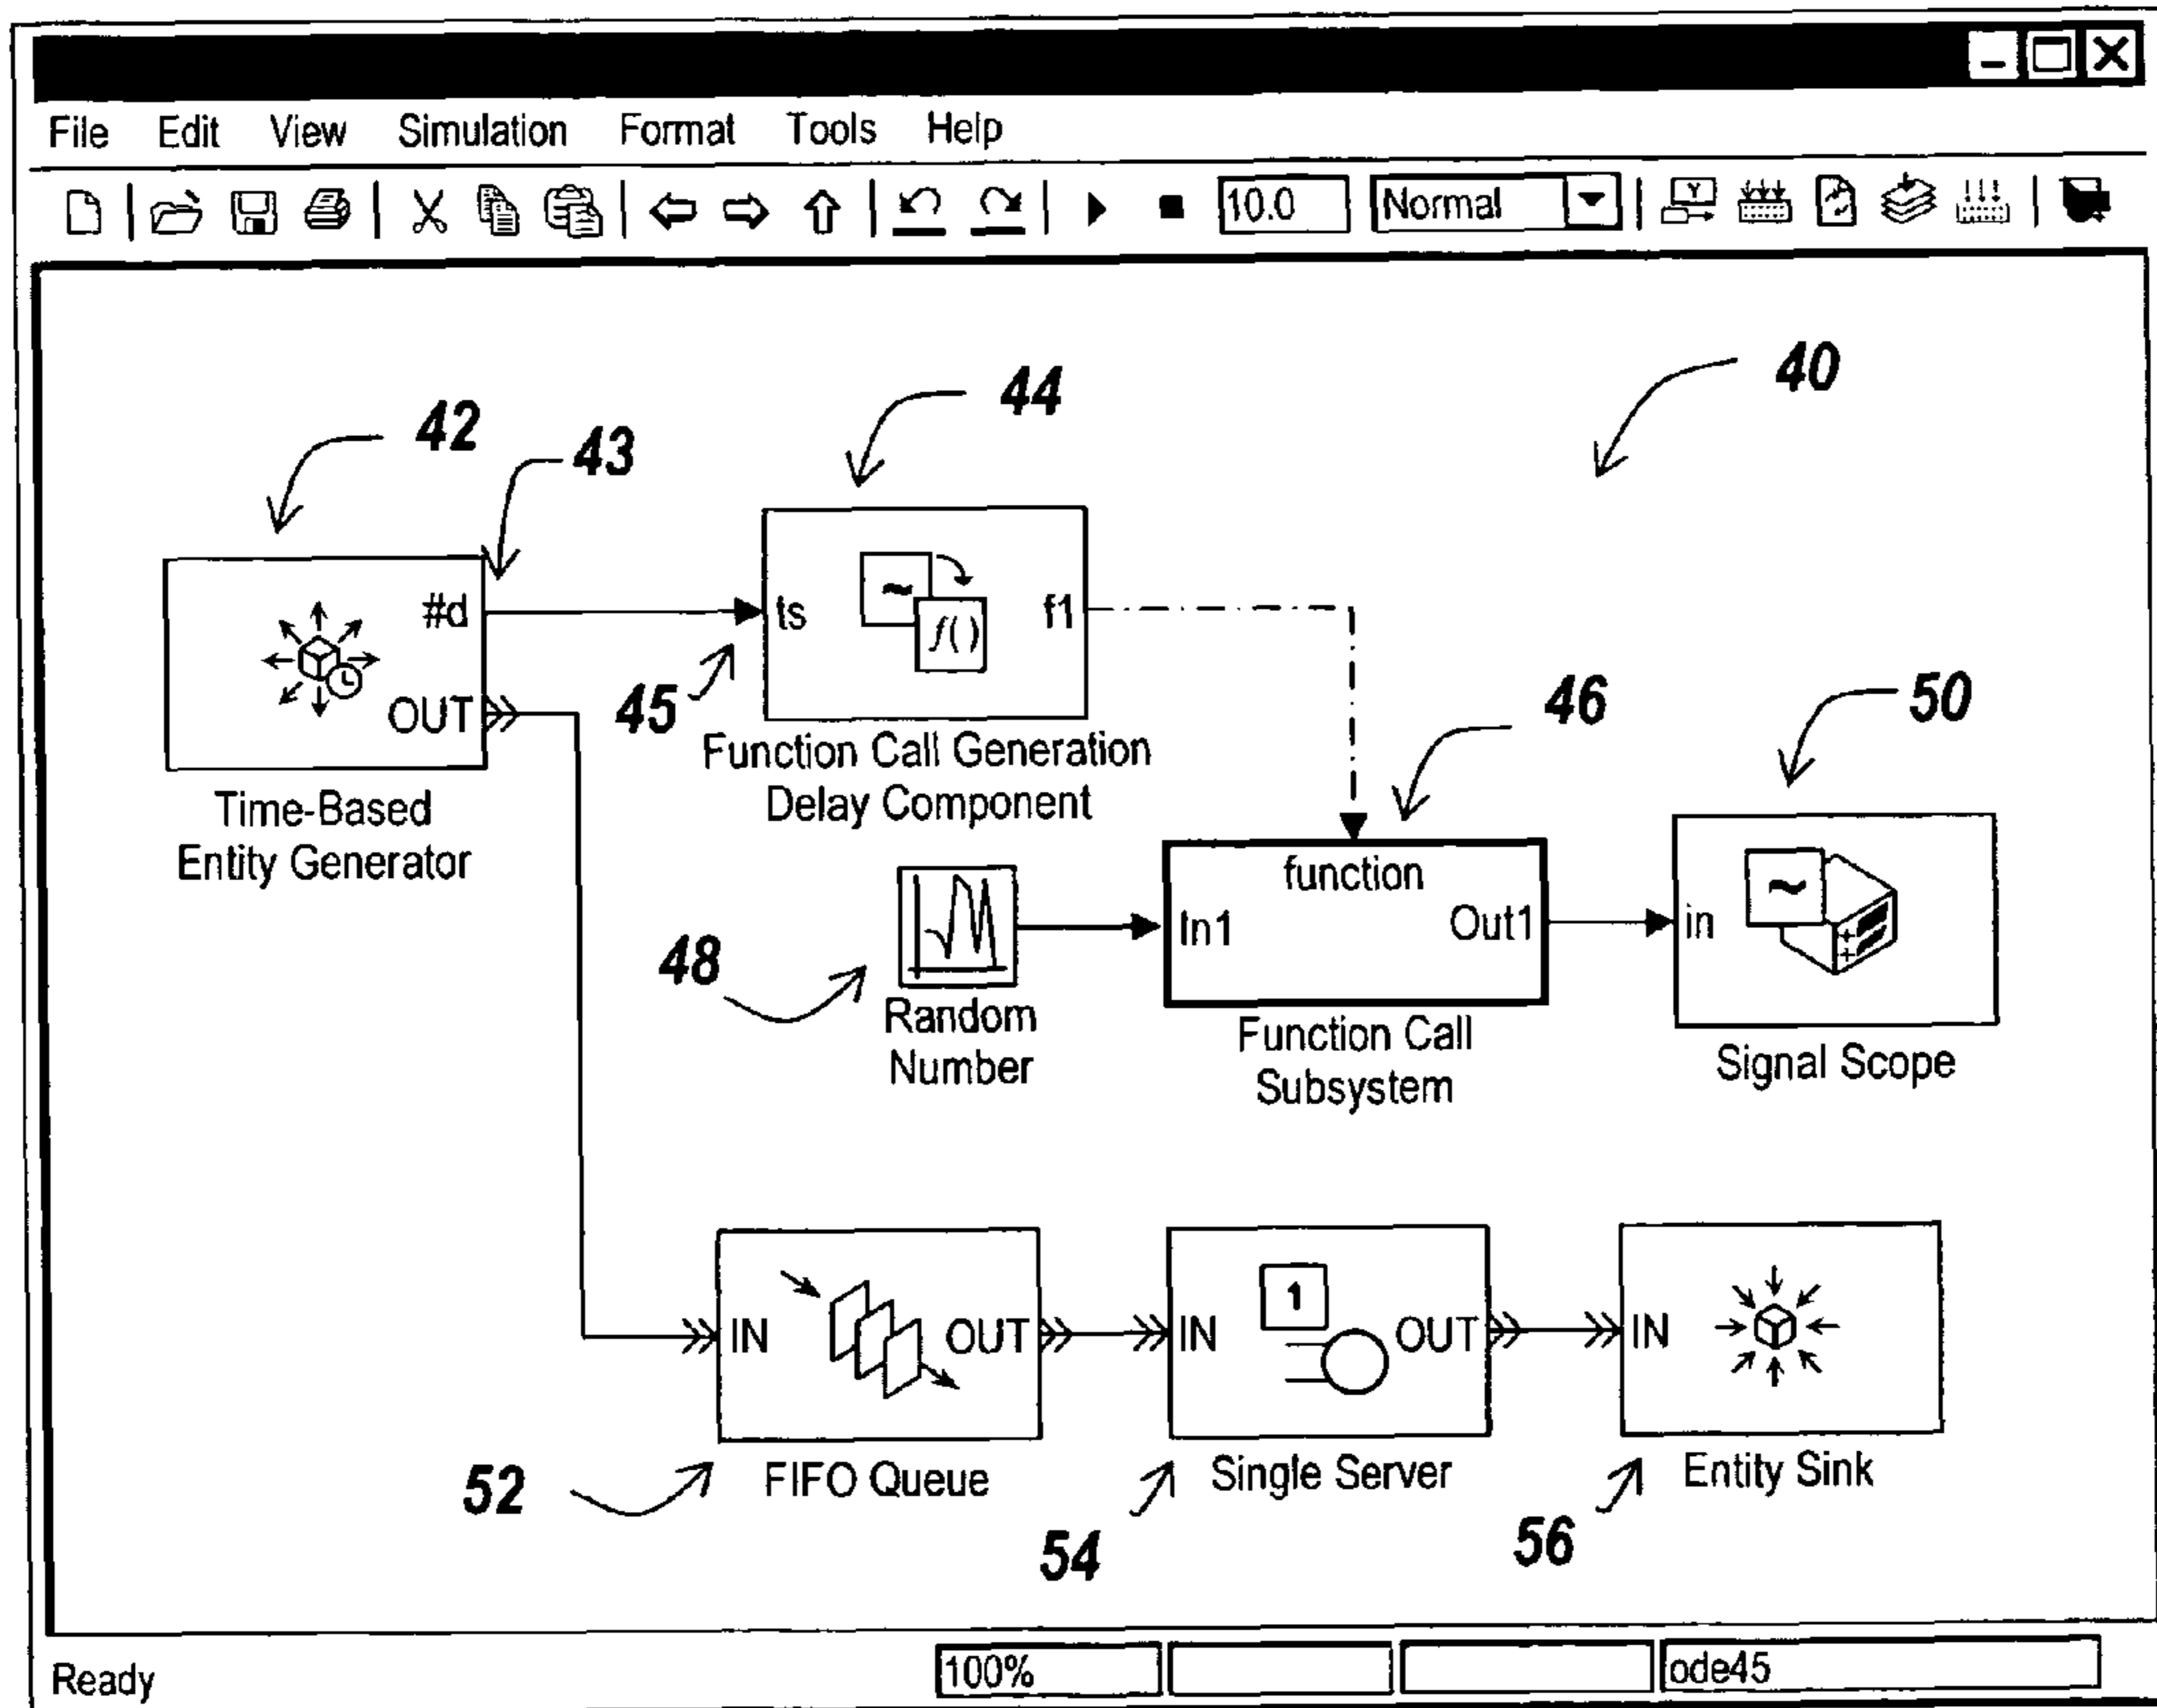 File Edit View Simulation Format Tools Help
10.0 Normal
40
44
42
43
#d
ts
f()
f1
OUT
45
46
50
Function Call Generation
Delay Component
Time-Based
Entity Generator
function
~
~
In1
Out1
in
48
Random
Number
Function Call
Subsystem
Signal Scope
1
IN
OUT
IN
OUT
IN
52
FIFO Queue
Single Server
Entity Sink
54
56
Ready
100%
ode45